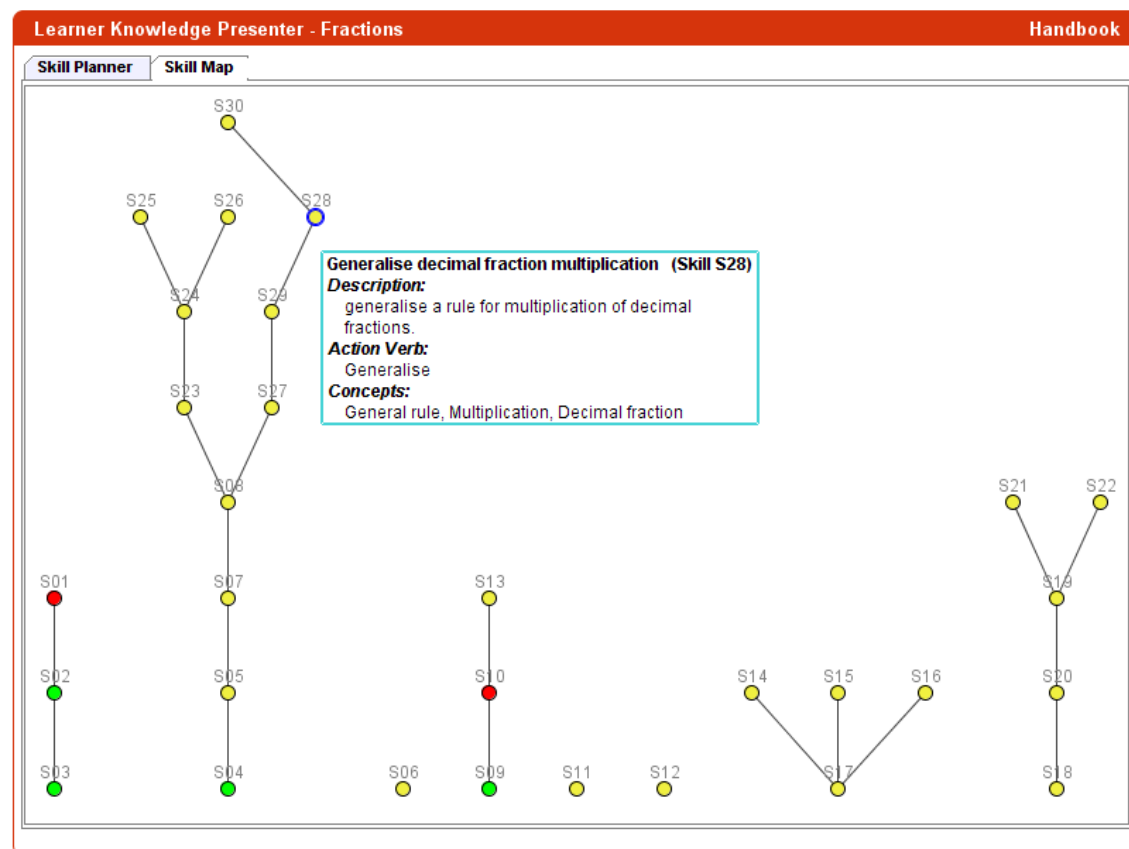 Learner Knowledge Presenter - Fractions Handbook
Skill Planner Skill Map
S30
S25 S26 S28
Generalise decimal fraction multiplication (Skill S28)
Description:
generalise a rule for multiplication of decimal
fractions.
Action Verb:
Generalise
Concepts:
General rule, Multiplication, Decimal fraction
S24 S29
S23 S27
S08 S21 S22
S01 S07 S13 S19
S02 S05 S10 S14 S15 S16 S20
S03 S04 S06 S09 S11 S12 S17 S18